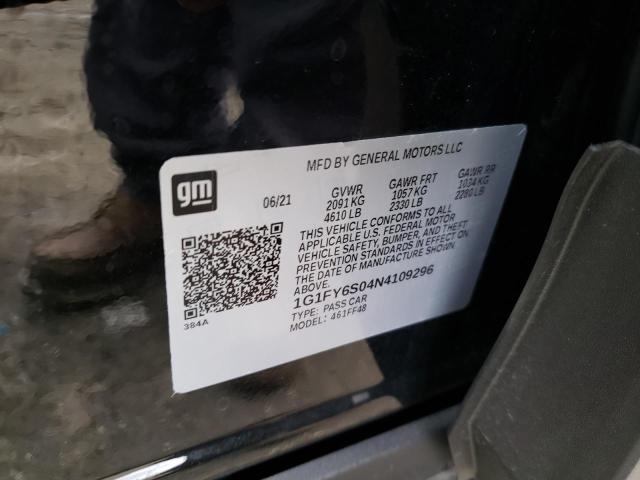 MFD BY GENERAL MOTORS LLC
gm
06/21
GVWR GAWR FRT GAWR RR
2091 KG 1057 KG 1034 KG
4610 LB 2330 LB 2280 LB
THIS VEHICLE CONFORMS TO ALL
APPLICABLE U.S. FEDERAL MOTOR
VEHICLE SAFETY, BUMPER, AND THEFT
PREVENTION STANDARDS IN EFFECT ON
THE DATE OF MANUFACTURE SHOWN
ABOVE.
1G1FY6S04N4109296
TYPE: PASS CAR
MODEL: 461FF48
384A